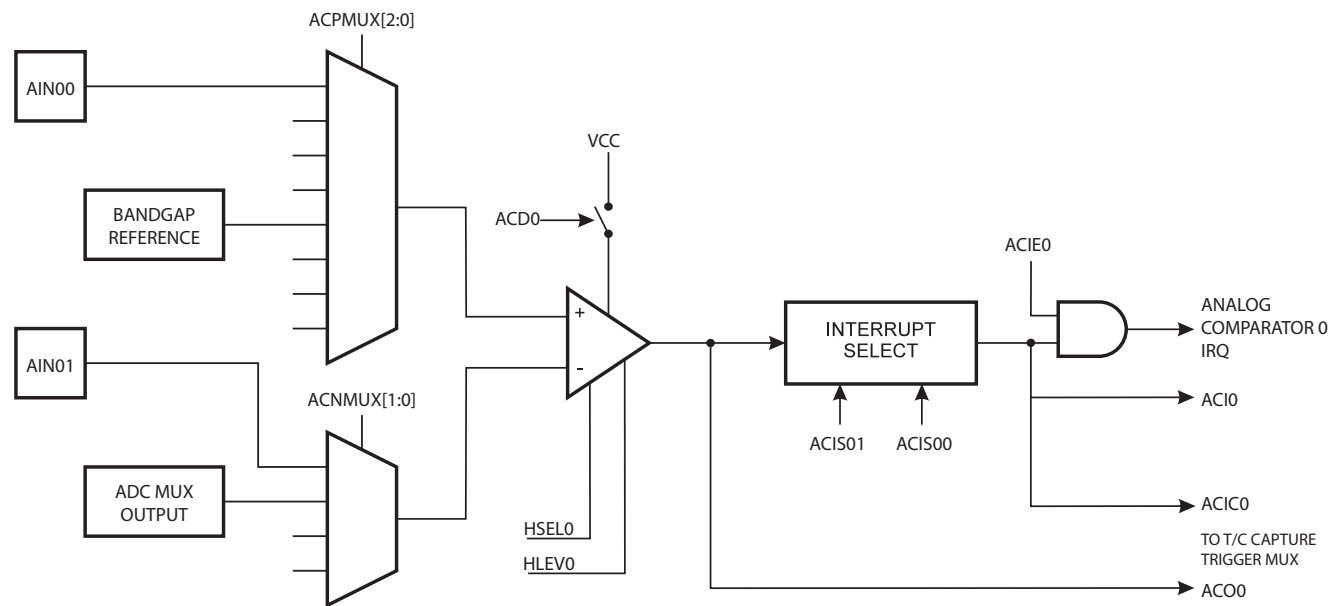 ACPMUX[2:0]
AIN00
VCC
BANDGAP
REFERENCE
ACD0
ACIE0
+
ANALOG
COMPARATOR 0
IRQ
INTERRUPT
SELECT
AIN01
-
ACNMUX[1:0]
ACI0
ACIS01
ACIS00
ADC MUX
OUTPUT
ACIC0
HSEL0
TO T/C CAPTURE
TRIGGER MUX
HLEV0
ACO0